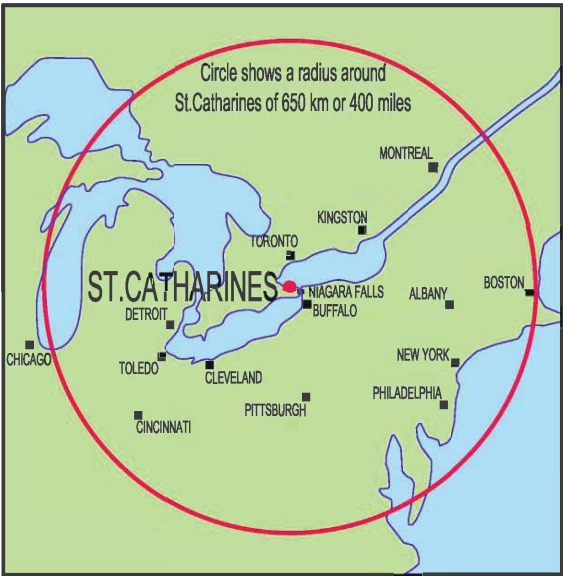 Circle shows a radius around
St.Catharines of 650 km or 400 miles
MONTREAL
KINGSTON
TORONTO
ST.CATHARINES
NIAGARA FALLS
ALBANY
BOSTON
DETROIT
BUFFALO
CHICAGO
TOLEDO
CLEVELAND
NEW YORK
PITTSBURGH
PHILADELPHIA
CINCINNATI